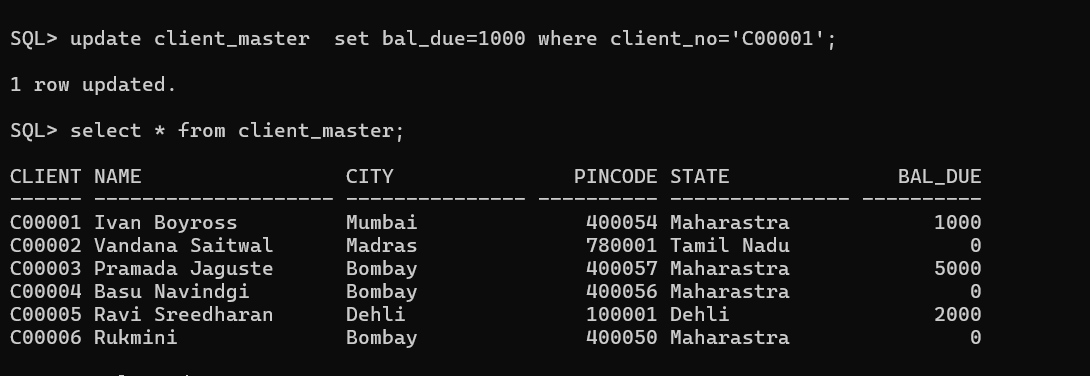 SQL> update client_master  set bal_due=1000 where client_no='C00001';
1 row updated.
SQL> select * from client_master;
CLIENT NAME                 CITY               PINCODE STATE              BAL_DUE
------ -------------------- --------------- ---------- --------------- ----------
C00001 Ivan Boyross         Mumbai              400054 Maharastra            1000
C00002 Vandana Saitwal      Madras              780001 Tamil Nadu               0
C00003 Pramada Jaguste      Bombay              400057 Maharastra            5000
C00004 Basu Navindgi        Bombay              400056 Maharastra               0
C00005 Ravi Sreedharan      Dehli               100001 Dehli                 2000
C00006 Rukmini              Bombay              400050 Maharastra               0